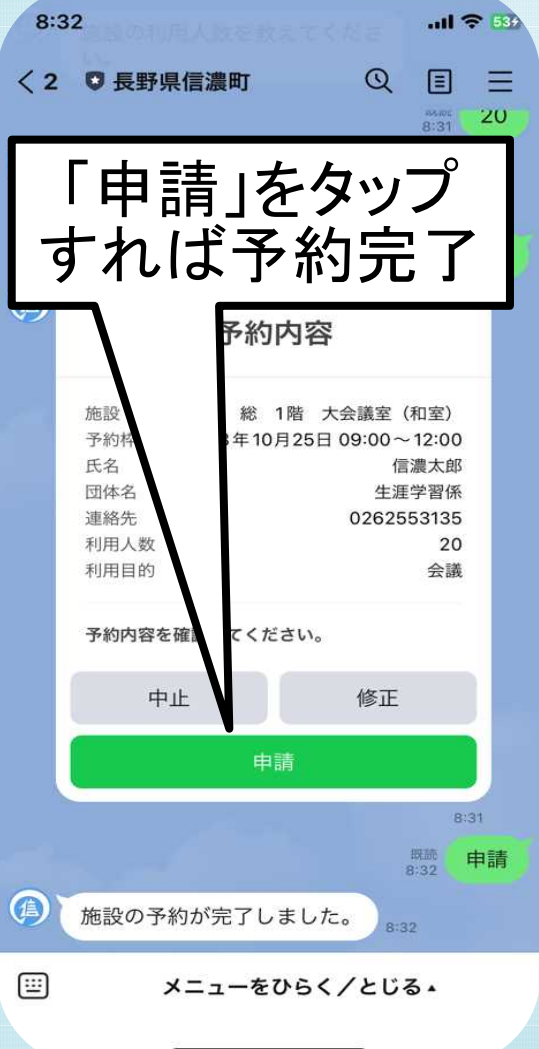 8:32
53
< 2 長野県信濃町
20
8:31
「申請」をタップ
すれば予約完了
予約内容
施設 総 1階 大会議室(和室)
予約枠 年10月25日 09:00～12:00
氏名 信濃太郎
団体名 生涯学習係
連絡先 0262553135
利用人数 20
利用目的 会議
予約内容を確 てください。
中止 修正
申請
8:31
既読
8:32 申請
信 施設の予約が完了しました。 8:32
メニューをひらく/とじる▲